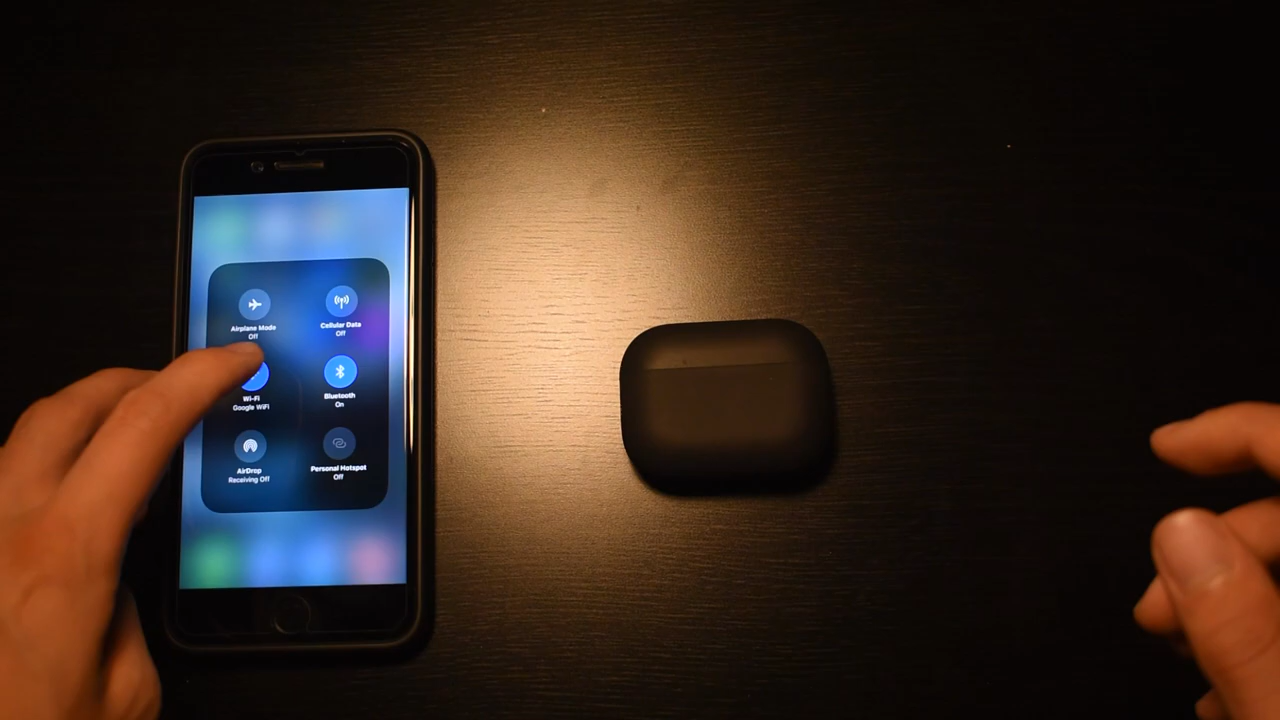 Airplane Mode
Off
Cellular Data
Off
Wi-Fi
Google WiFi
Bluetooth
On
AirDrop
Receiving Off
Personal Hotspot
Off